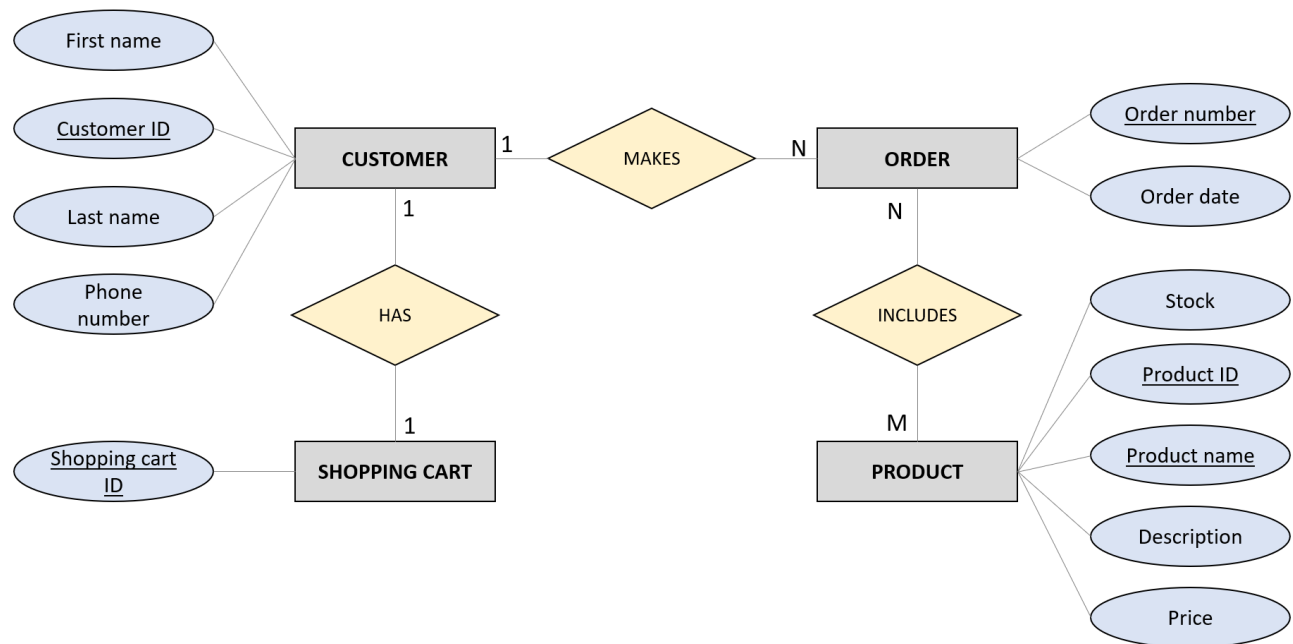 First name
Customer ID
Last name
Phone
number
CUSTOMER
1
MAKES
N
ORDER
Order number
Order date
1
HAS
1
Shopping cart
ID
SHOPPING CART
N
INCLUDES
M
PRODUCT
Stock
Product ID
Product name
Description
Price